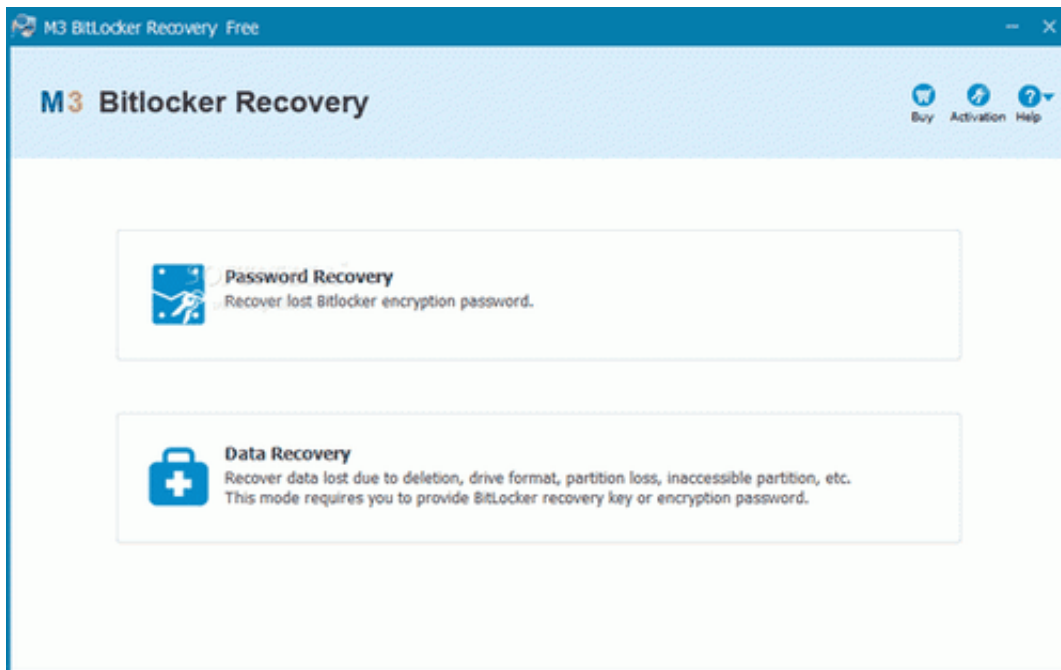 M3 BitLocker Recovery Free
M3 Bitlocker Recovery
Buy Activation Help
Password Recovery
Recover lost Bitlocker encryption password.
Data Recovery
Recover data lost due to deletion, drive format, partition loss, inaccessible partition, etc.
This mode requires you to provide BitLocker recovery key or encryption password.